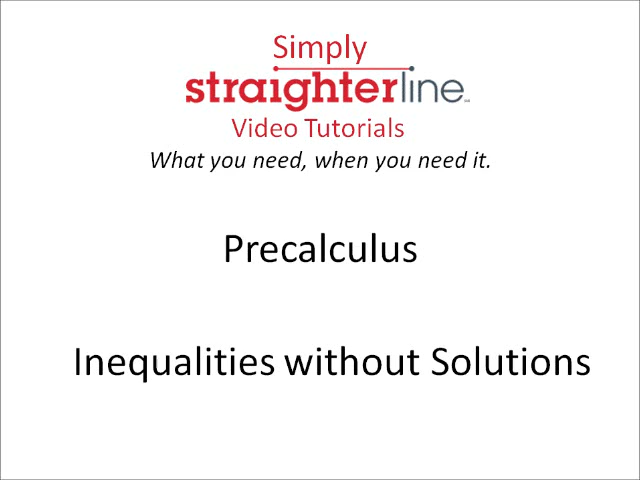 Simply
straighterline
Video Tutorials
What you need, when you need it.
Precalculus
Inequalities without Solutions